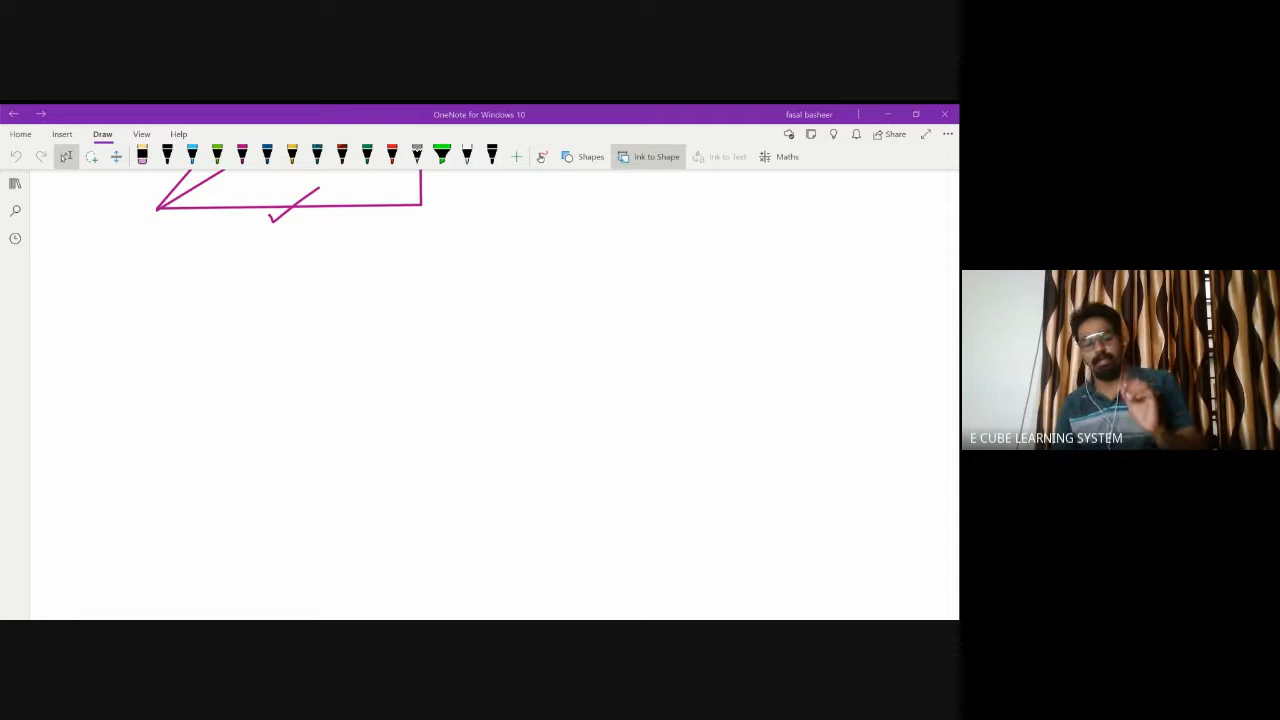 OneNote for Windows 10
fasal basheer
Home Insert Draw View Help
Share
Shapes Ink to Shape Ink to Text Maths
E CUBE LEARNING SYSTEM